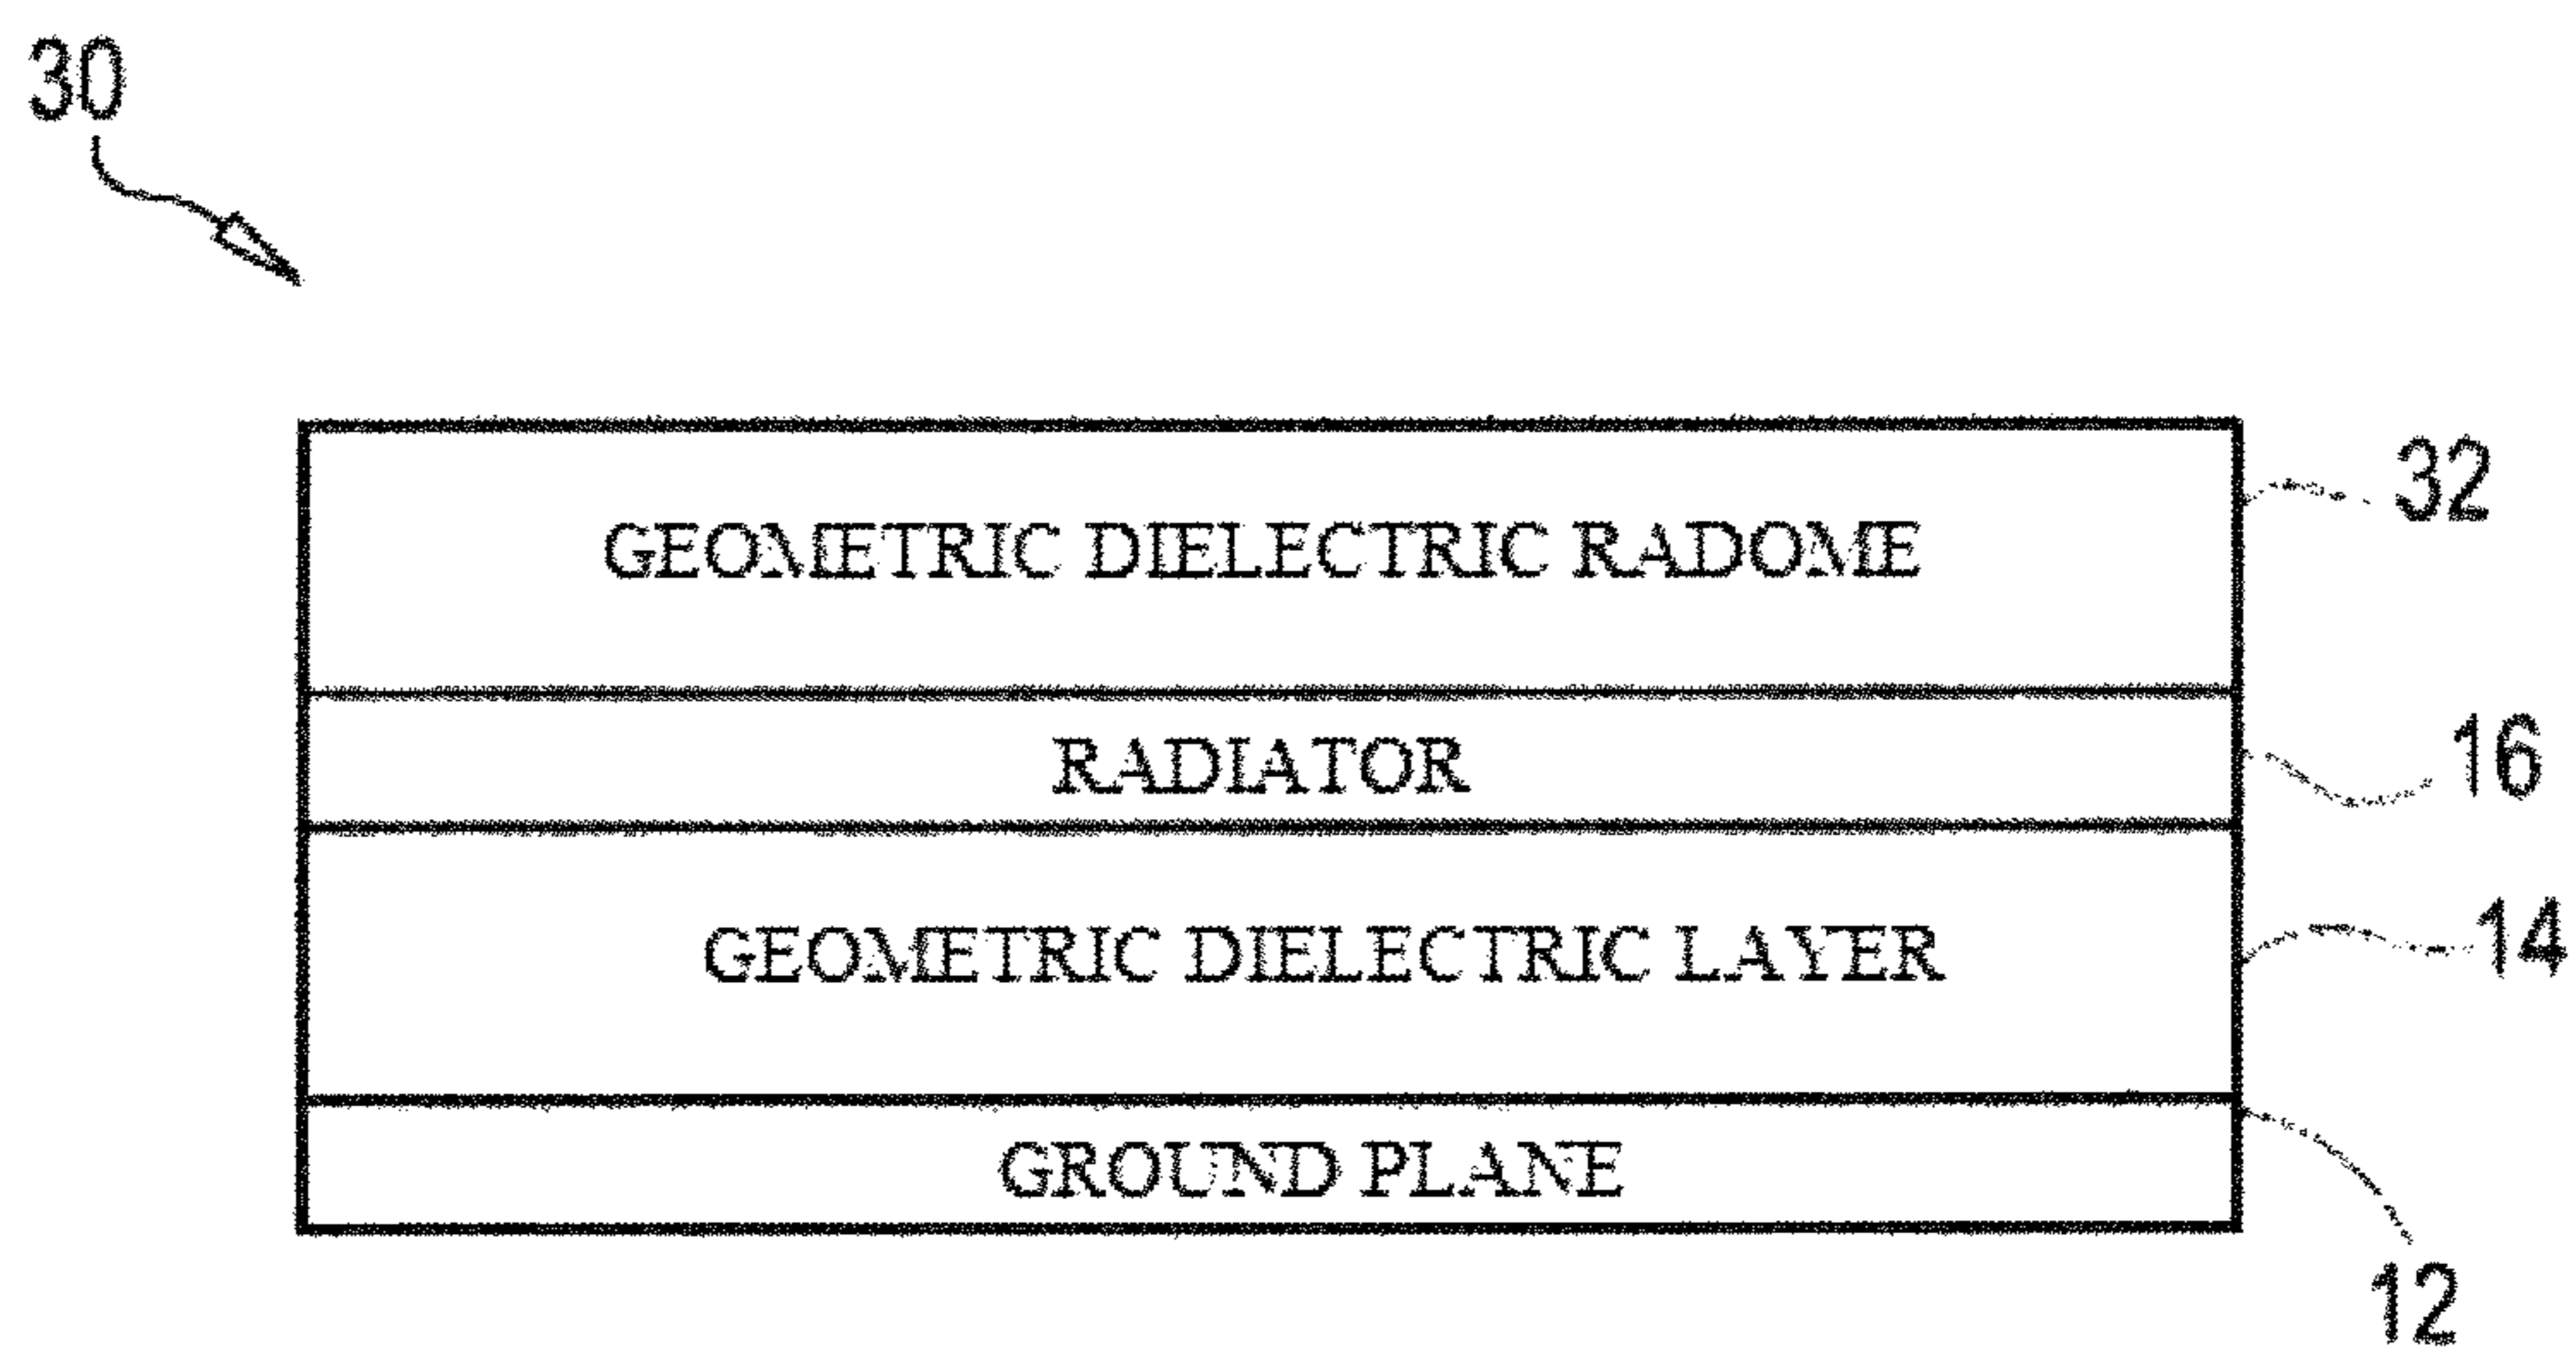 30
GEOMETRIC DIELECTRIC RADOME
32
RADIATOR
16
GEOMETRIC DIELECTRIC LAYER
14
GROUND PLANE
12